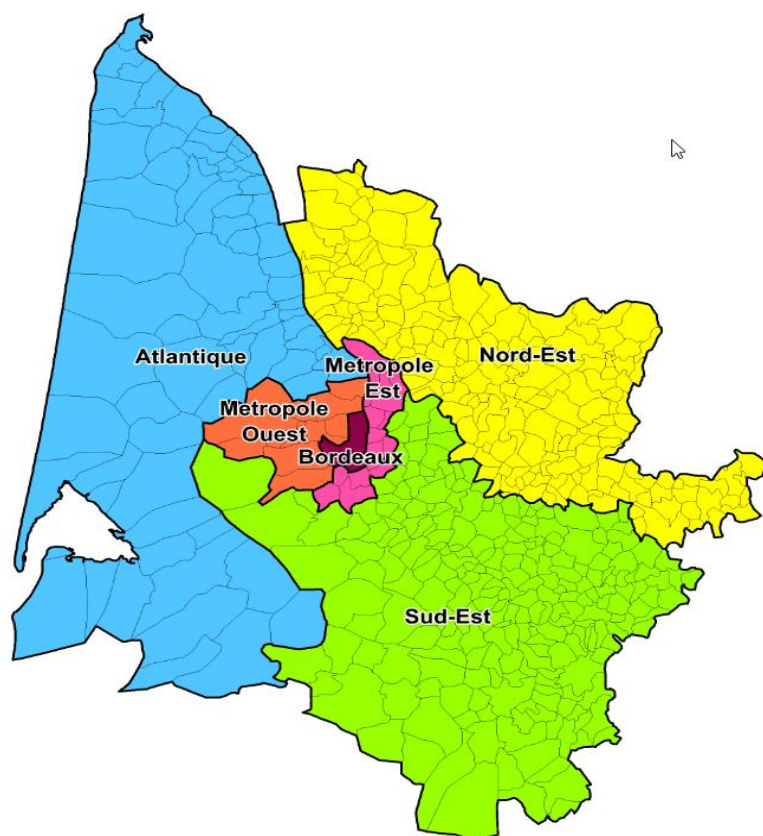 Atlantique
Nord-Est
Metropole
Est
Metropole
Ouest
Bordeaux
Sud-Est